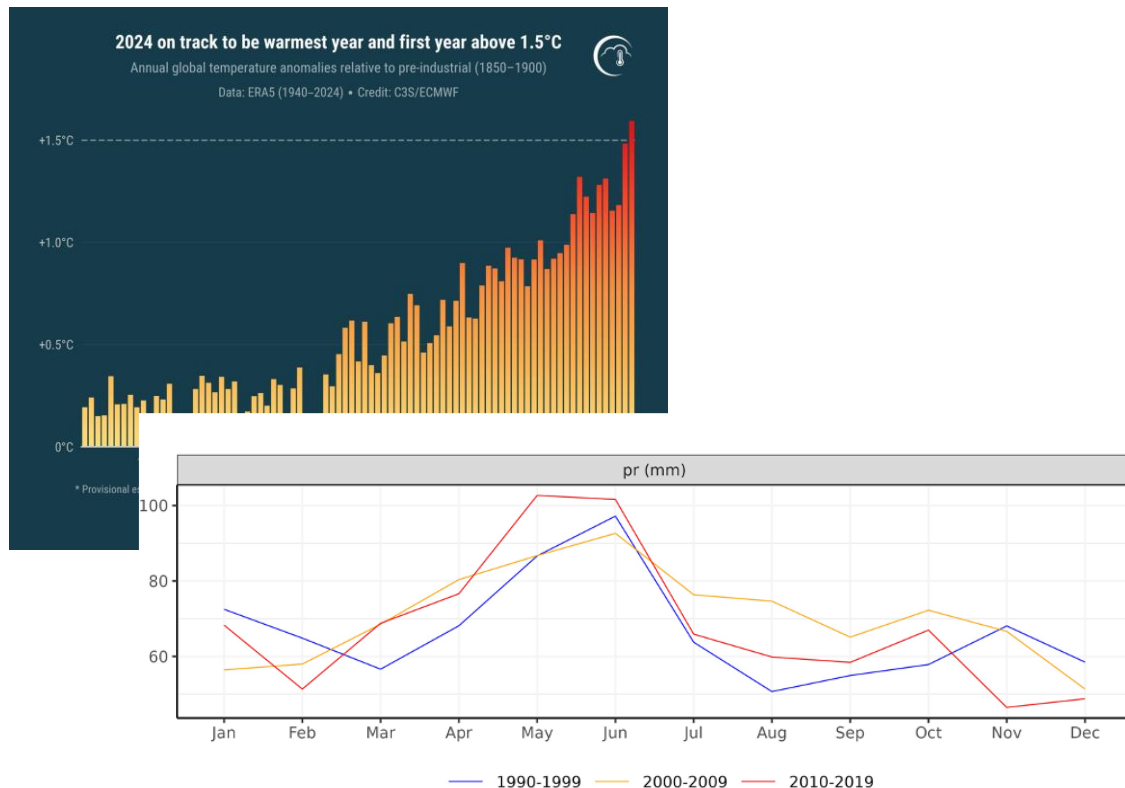 2024 on track to be warmest year and first year above 1.5°C
Annual global temperature anomalies relative to pre-industrial (1850–1900)
Data: ERA5 (1940–2024) • Credit: C3S/ECMWF
+1.5°C
+1.0°C
+0.5°C
0°C
* Provisional
pr (mm)
100
80
60
Jan Feb Mar Apr May Jun Jul Aug Sep Oct Nov Dec
1990-1999 2000-2009 2010-2019